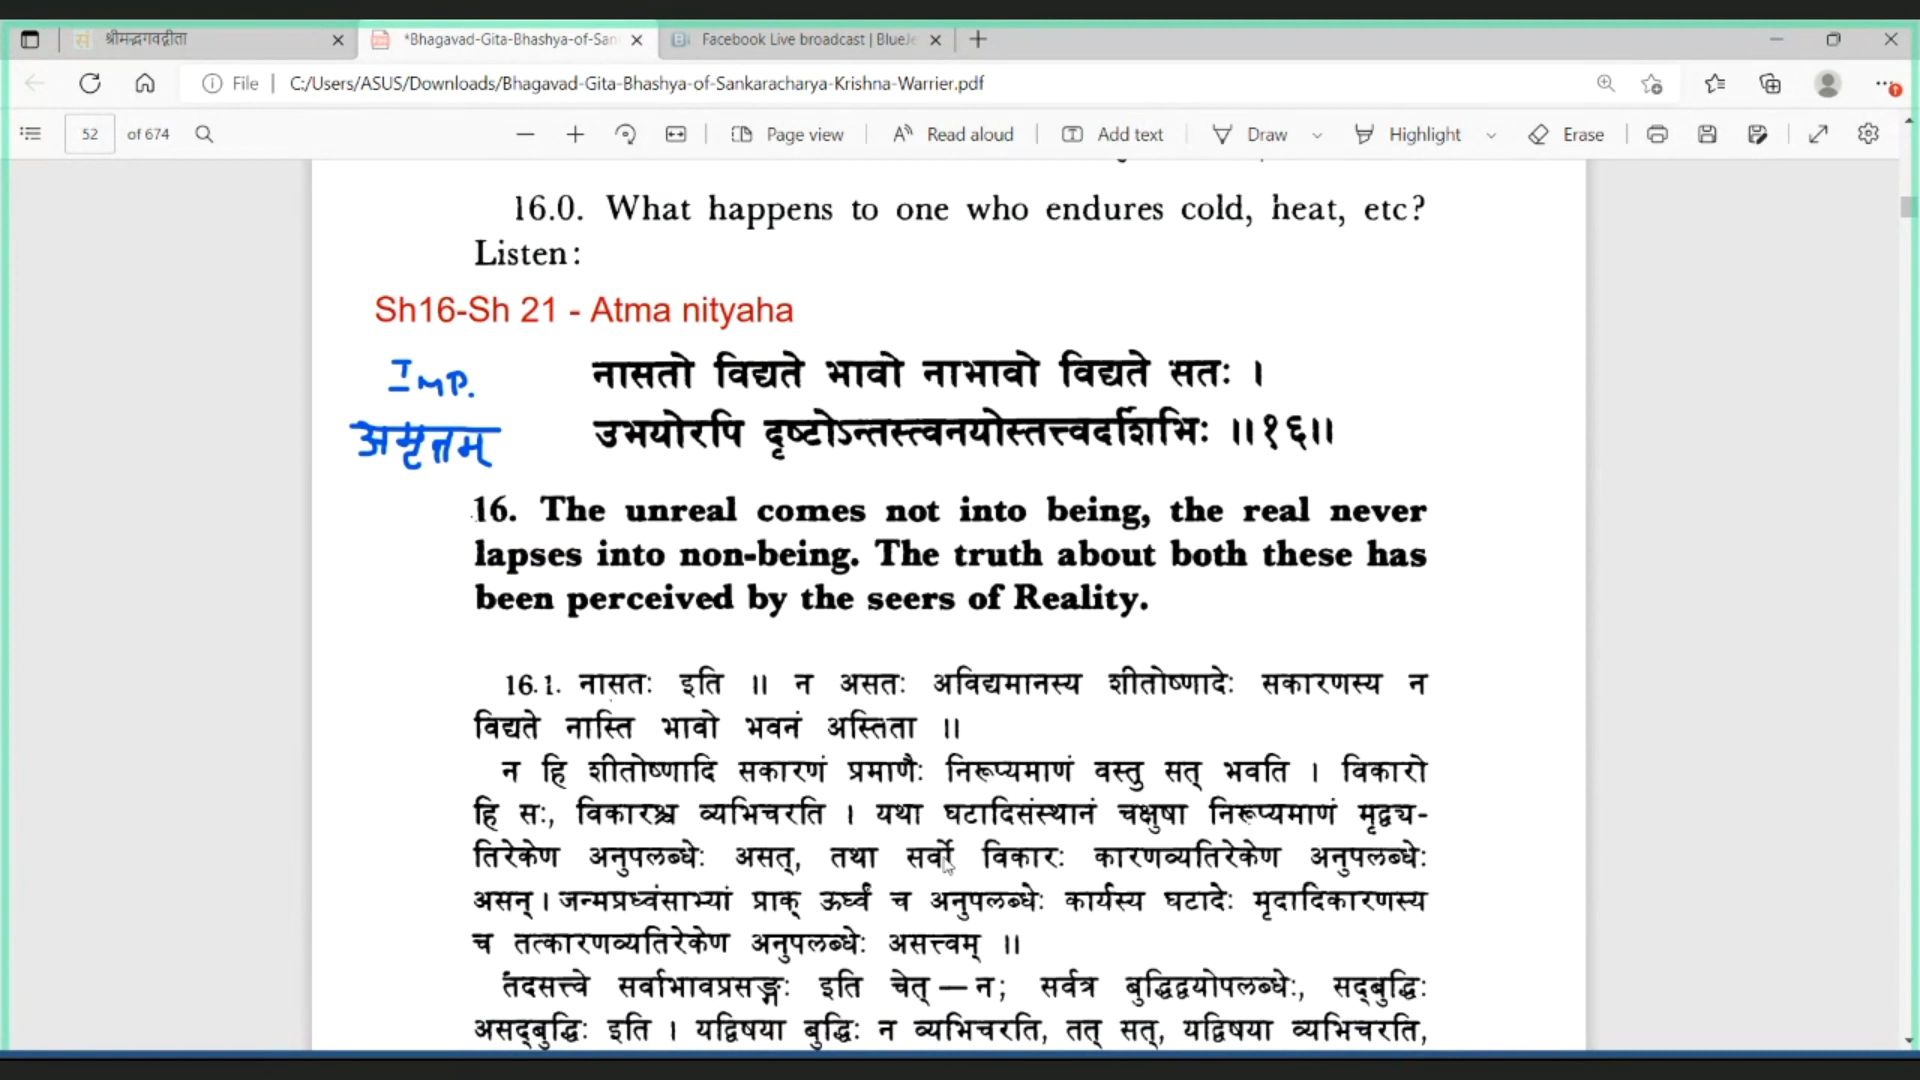 श्रीमद्भगवद्गीता
*Bhagavad-Gita-Bhashya-of-San
Facebook Live broadcast | BlueJe
File
C:/Users/ASUS/Downloads/Bhagavad-Gita-Bhashya-of-Sankaracharya-Krishna-Warrier.pdf
52 of 674
Page view
Read aloud
Add text
Draw
Highlight
Erase
16.0. What happens to one who endures cold, heat, etc?
Listen:
Sh16-Sh 21 - Atma nityaha
IMP.
नासतो विद्यते भावो नाभावो विद्यते सतः ।
अमृतम्
उभयोरपि दृष्टोऽन्तस्त्वनयोस्तत्त्वदर्शिभिः ॥१६॥
16. The unreal comes not into being, the real never
lapses into non-being. The truth about both these has
been perceived by the seers of Reality.
16.1. नासतः इति ॥ न असतः अविद्यमानस्य शीतोष्णादेः सकारणस्य न
विद्यते नास्ति भावो भवनं अस्तिता ॥
न हि शीतोष्णादि सकारणं प्रमाणैः निरूप्यमाणं वस्तु सत् भवति । विकारो
हि सः, विकारश्च व्यभिचरति । यथा घटादिसंस्थानं चक्षुषा निरूप्यमाणं मृद्व्य-
तिरेकेण अनुपलब्धेः असत्, तथा सर्वो विकारः कारणव्यतिरेकेण अनुपलब्धेः
असन् । जन्मप्रध्वंसाभ्यां प्राक् ऊर्ध्वं च अनुपलब्धेः कार्यस्य घटादेः मृदादिकारणस्य
च तत्कारणव्यतिरेकेण अनुपलब्धेः असत्त्वम् ॥
तदसत्त्वे सर्वाभावप्रसङ्गः इति चेत् — न; सर्वत्र बुद्धिद्वयोपलब्धेः, सद्बुद्धिः
असद्बुद्धिः इति । यद्विषया बुद्धिः न व्यभिचरति, तत् सत्, यद्विषया व्यभिचरति,